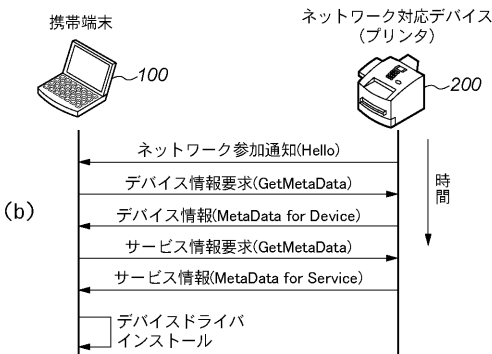 携帯端末
ネットワーク対応デバイス
(プリンタ)
100
200
ネットワーク参加通知(Hello)
デバイス情報要求(GetMetaData)
時間
(b)
デバイス情報(MetaData for Device)
サービス情報要求(GetMetaData)
サービス情報(MetaData for Service)
デバイスドライバ
インストール